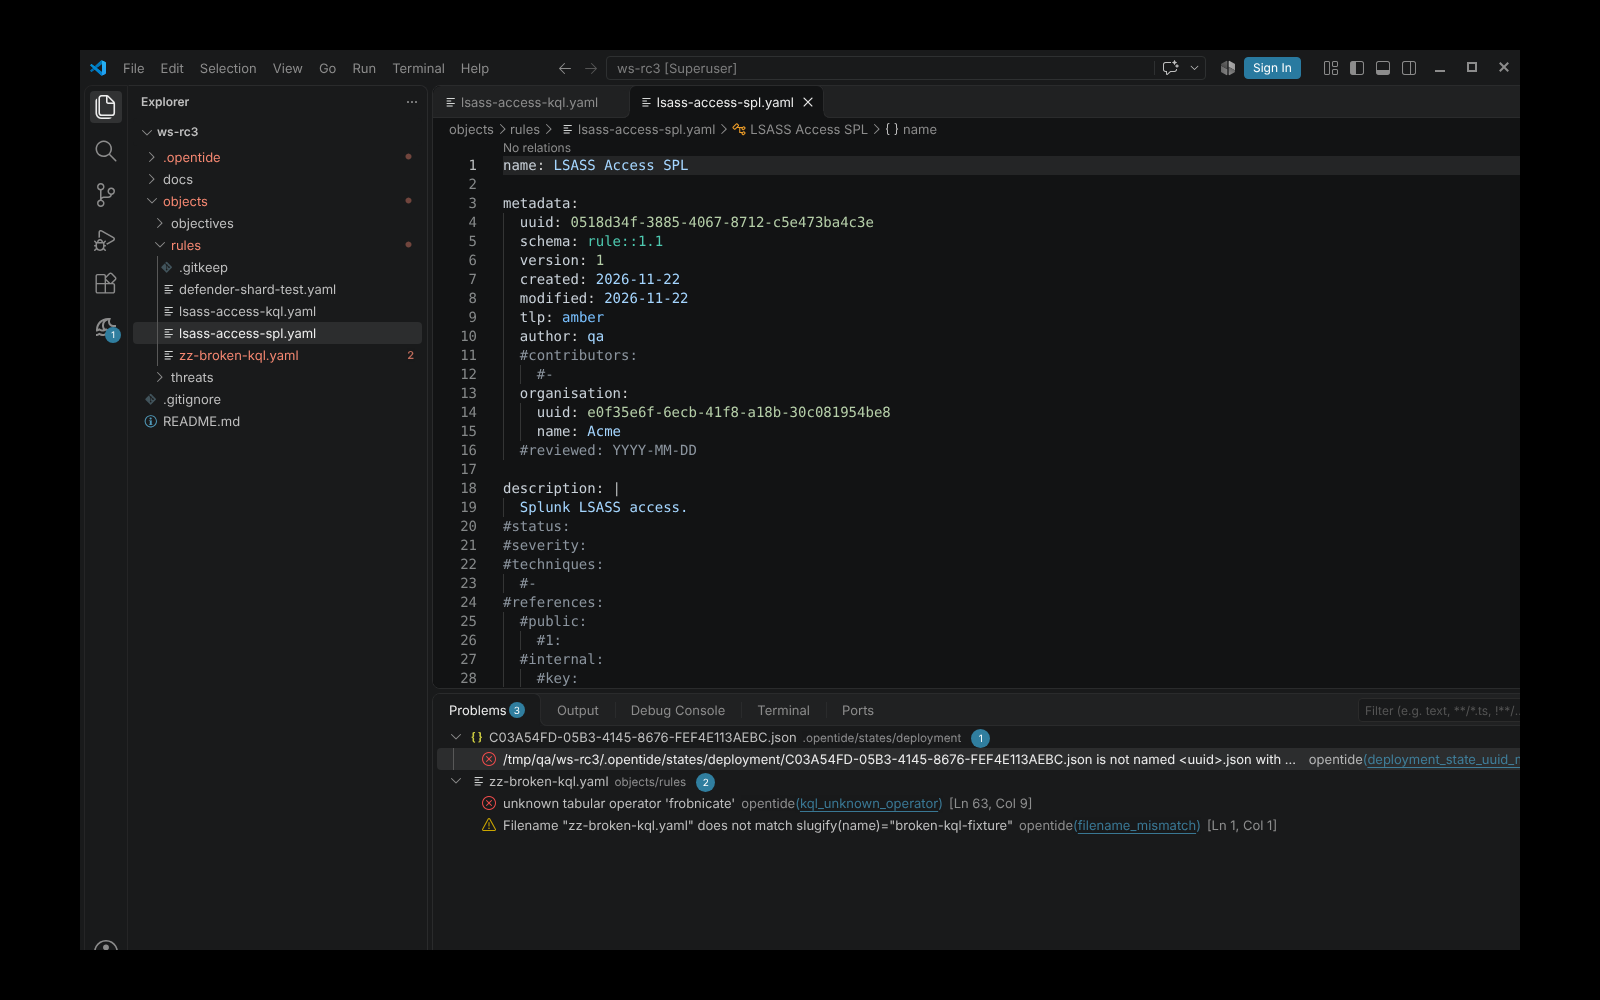 File Edit Selection View Go Run Terminal Help
ws-rc3 [Superuser]
Sign In
Explorer
ws-rc3
.opentide
docs
objects
objectives
rules
.gitkeep
defender-shard-test.yaml
lsass-access-kql.yaml
lsass-access-spl.yaml
zz-broken-kql.yaml 2
threats
.gitignore
README.md
1
lsass-access-kql.yaml lsass-access-spl.yaml
objects rules lsass-access-spl.yaml LSASS Access SPL { } name
No relations
1 name: LSASS Access SPL
2
3 metadata:
4 uuid: 0518d34f-3885-4067-8712-c5e473ba4c3e
5 schema: rule::1.1
6 version: 1
7 created: 2026-11-22
8 modified: 2026-11-22
9 tlp: amber
10 author: qa
11 #contributors:
12 #-
13 organisation:
14 uuid: e0f35e6f-6ecb-41f8-a18b-30c081954be8
15 name: Acme
16 #reviewed: YYYY-MM-DD
17
18 description: |
19 Splunk LSASS access.
20 #status:
21 #severity:
22 #techniques:
23 #-
24 #references:
25 #public:
26 #1:
27 #internal:
28 #key:
Problems 3 Output Debug Console Terminal Ports
Filter (e.g. text, **/*.ts, !**/...
{} C03A54FD-05B3-4145-8676-FEF4E113AEBC.json .opentide/states/deployment 1
/tmp/qa/ws-rc3/.opentide/states/deployment/C03A54FD-05B3-4145-8676-FEF4E113AEBC.json is not named <uuid>.json with ... opentide(deployment_state_uuid_
zz-broken-kql.yaml objects/rules 2
unknown tabular operator 'frobnicate' opentide(kql_unknown_operator) [Ln 63, Col 9]
Filename "zz-broken-kql.yaml" does not match slugify(name)="broken-kql-fixture" opentide(filename_mismatch) [Ln 1, Col 1]